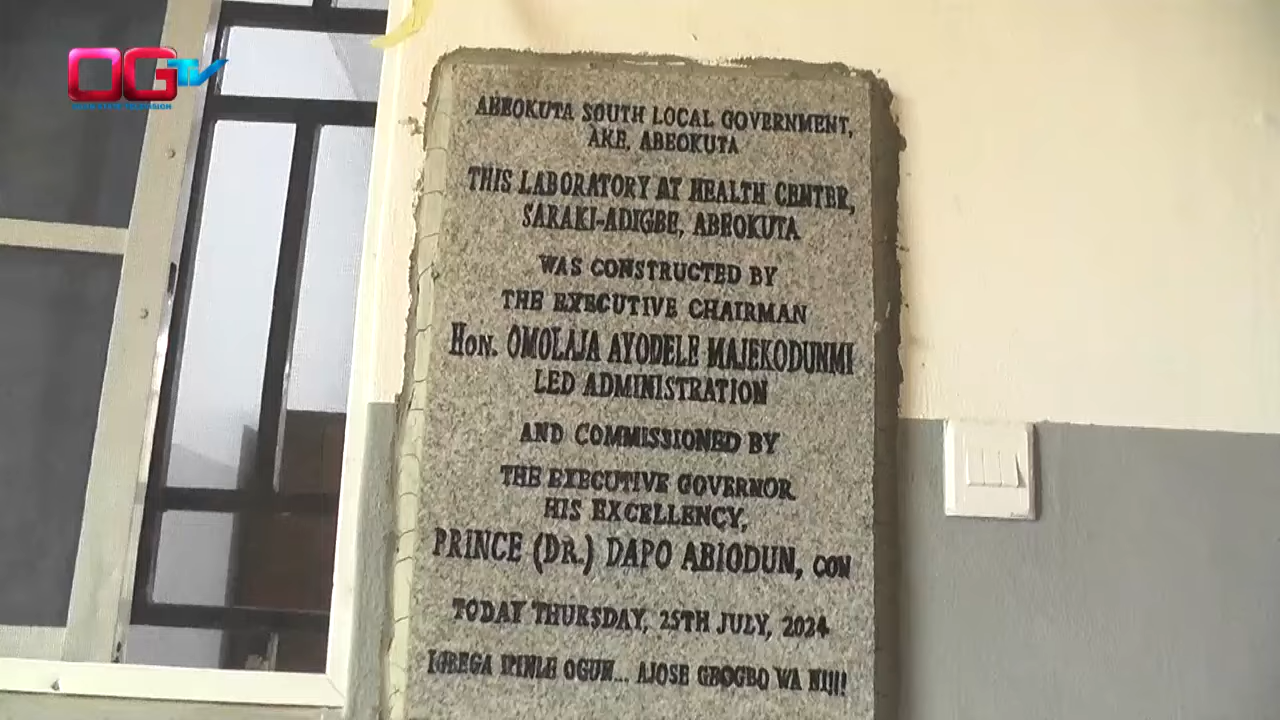 OGTV
ABEOKUTA SOUTH LOCAL GOVERNMENT,
AKE, ABEOKUTA
THIS LABORATORY AT HEALTH CENTER,
SARAKI-ADIGBE, ABEOKUTA
WAS CONSTRUCTED BY
THE EXECUTIVE CHAIRMAN
HON. OMOLAJA AYODELE MAJEKODUNMI
LED ADMINISTRATION
AND COMMISSIONED BY
THE EXECUTIVE GOVERNOR
HIS EXCELLENCY,
PRINCE (DR.) DAPO ABIODUN, CON
TODAY THURSDAY, 25TH JULY, 2024
IGBEGA IPINLE OGUN... AJOSE GBOGBO WA NI!!!